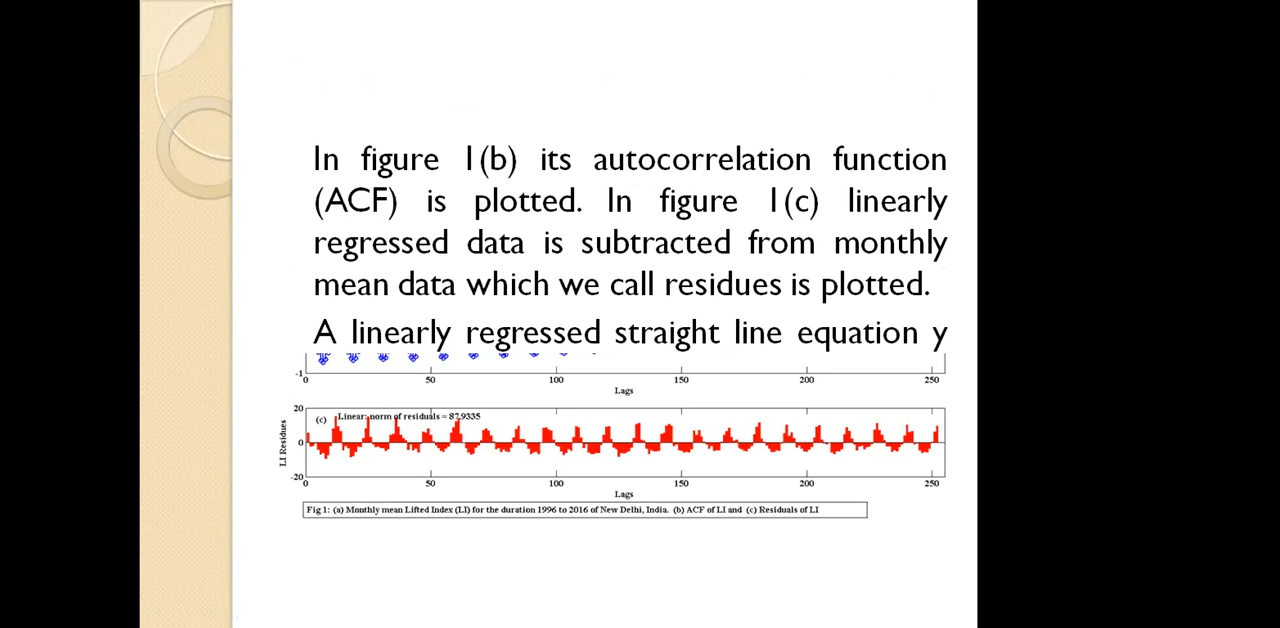 In figure 1(b) its autocorrelation function
(ACF) is plotted. In figure 1(c) linearly
regressed data is subtracted from monthly
mean data which we call residues is plotted.
A linearly regressed straight line equation y
-1
0 50 100 150 200 250
Lags
20
(c) Linear: norm of residuals = 87.9335
LI Residues
0
-20
0 50 100 150 200 250
Lags
Fig 1: (a) Monthly mean Lifted Index (LI) for the duration 1996 to 2016 of New Delhi, India. (b) ACF of LI and (c) Residuals of LI